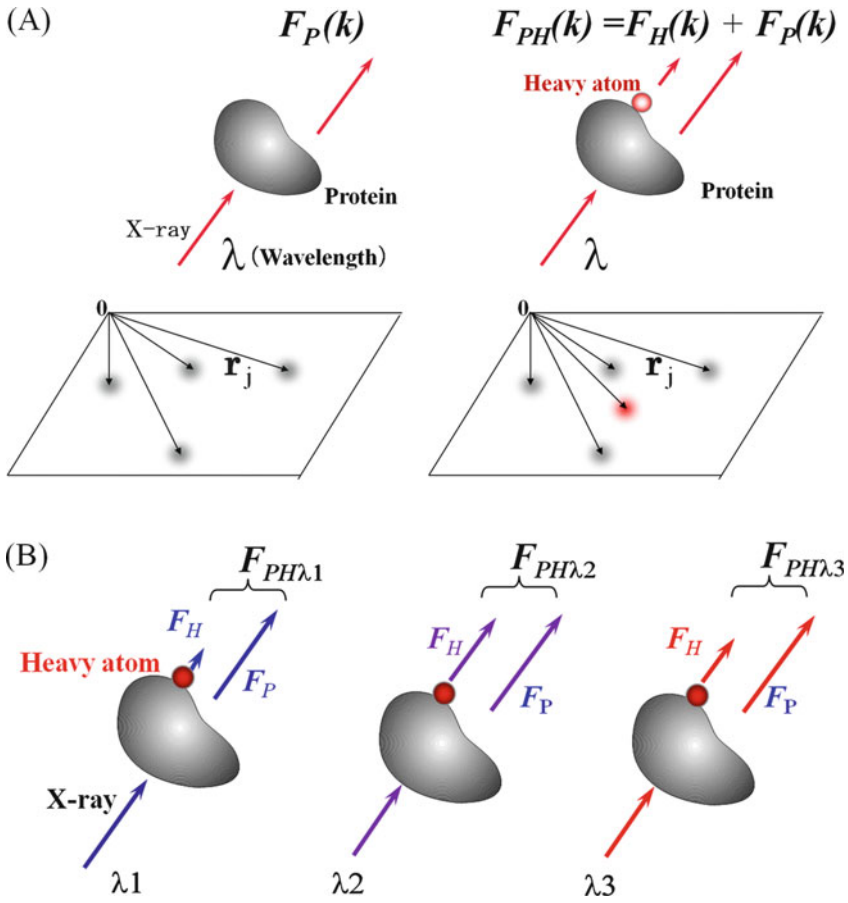 (A)
F_P(k)
F_PH(k) =F_H(k) + F_P(k)
Heavy atom
Protein
Protein
X-ray
λ (Wavelength)
λ
0
0
r_j
r_j
(B)
F_PHλ1
F_PHλ2
F_PHλ3
F_H
F_H
F_H
Heavy atom
F_P
F_P
F_P
X-ray
λ1
λ2
λ3